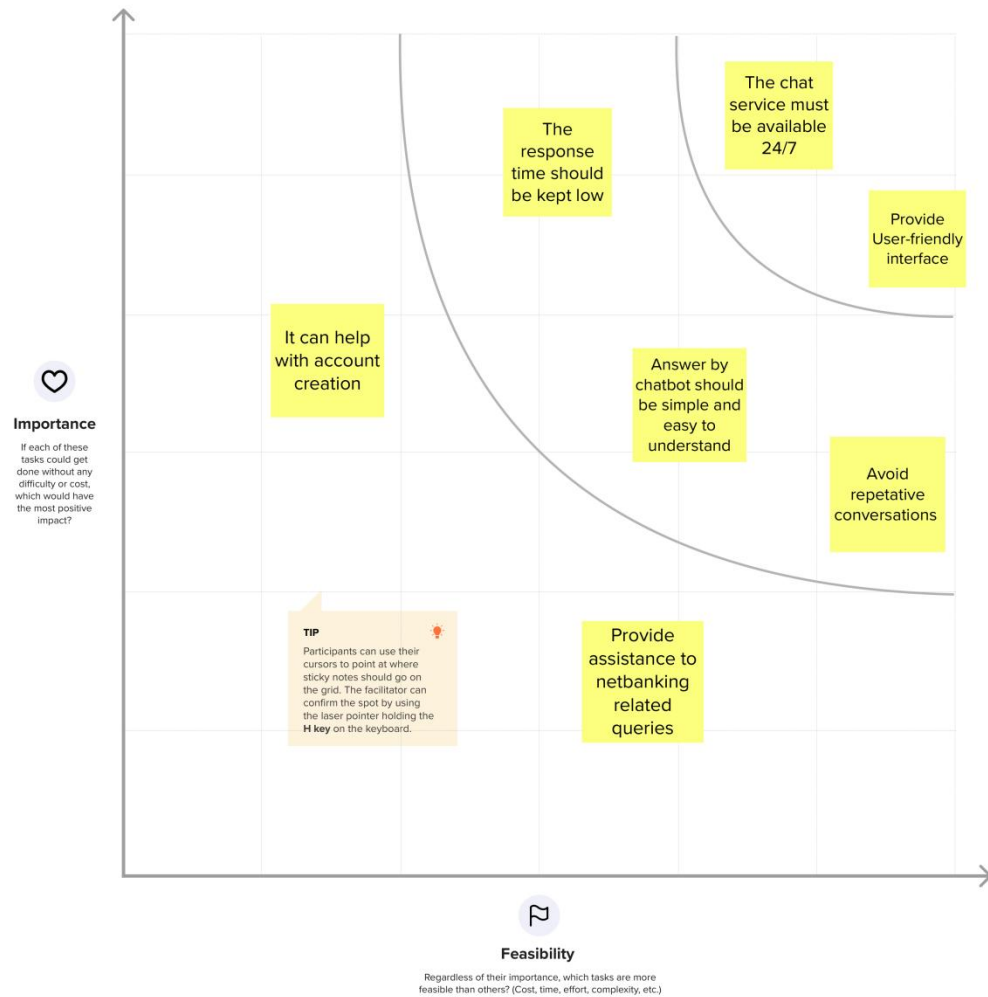 The chat
service must
be available
24/7
The
response
time should
be kept low
Provide
User-friendly
interface
It can help
with account
creation
Answer by
chatbot should
be simple and
easy to
understand
Avoid
repetative
conversations
Importance
If each of these
tasks could get
done without any
difficulty or cost,
which would have
the most positive
impact?
TIP
Participants can use their
cursors to point at where
sticky notes should go on
the grid. The facilitator can
confirm the spot by using
the laser pointer holding the
H key on the keyboard.
Provide
assistance to
netbanking
related
queries
Feasibility
Regardless of their importance, which tasks are more
feasible than others? (Cost, time, effort, complexity, etc.)